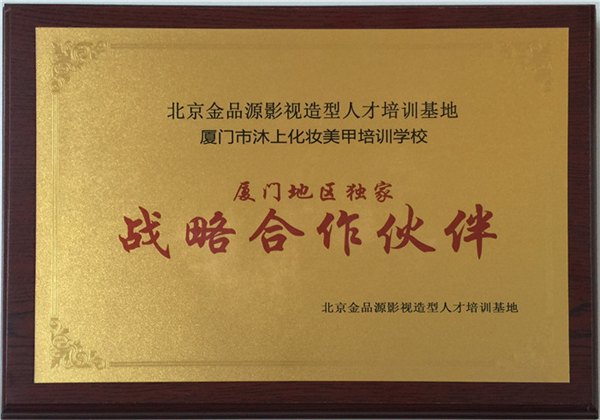 北京金品源影视造型人才培训基地
厦门市沐上化妆美甲培训学校
厦门地区独家
战略合作伙伴
北京金品源影视造型人才培训基地